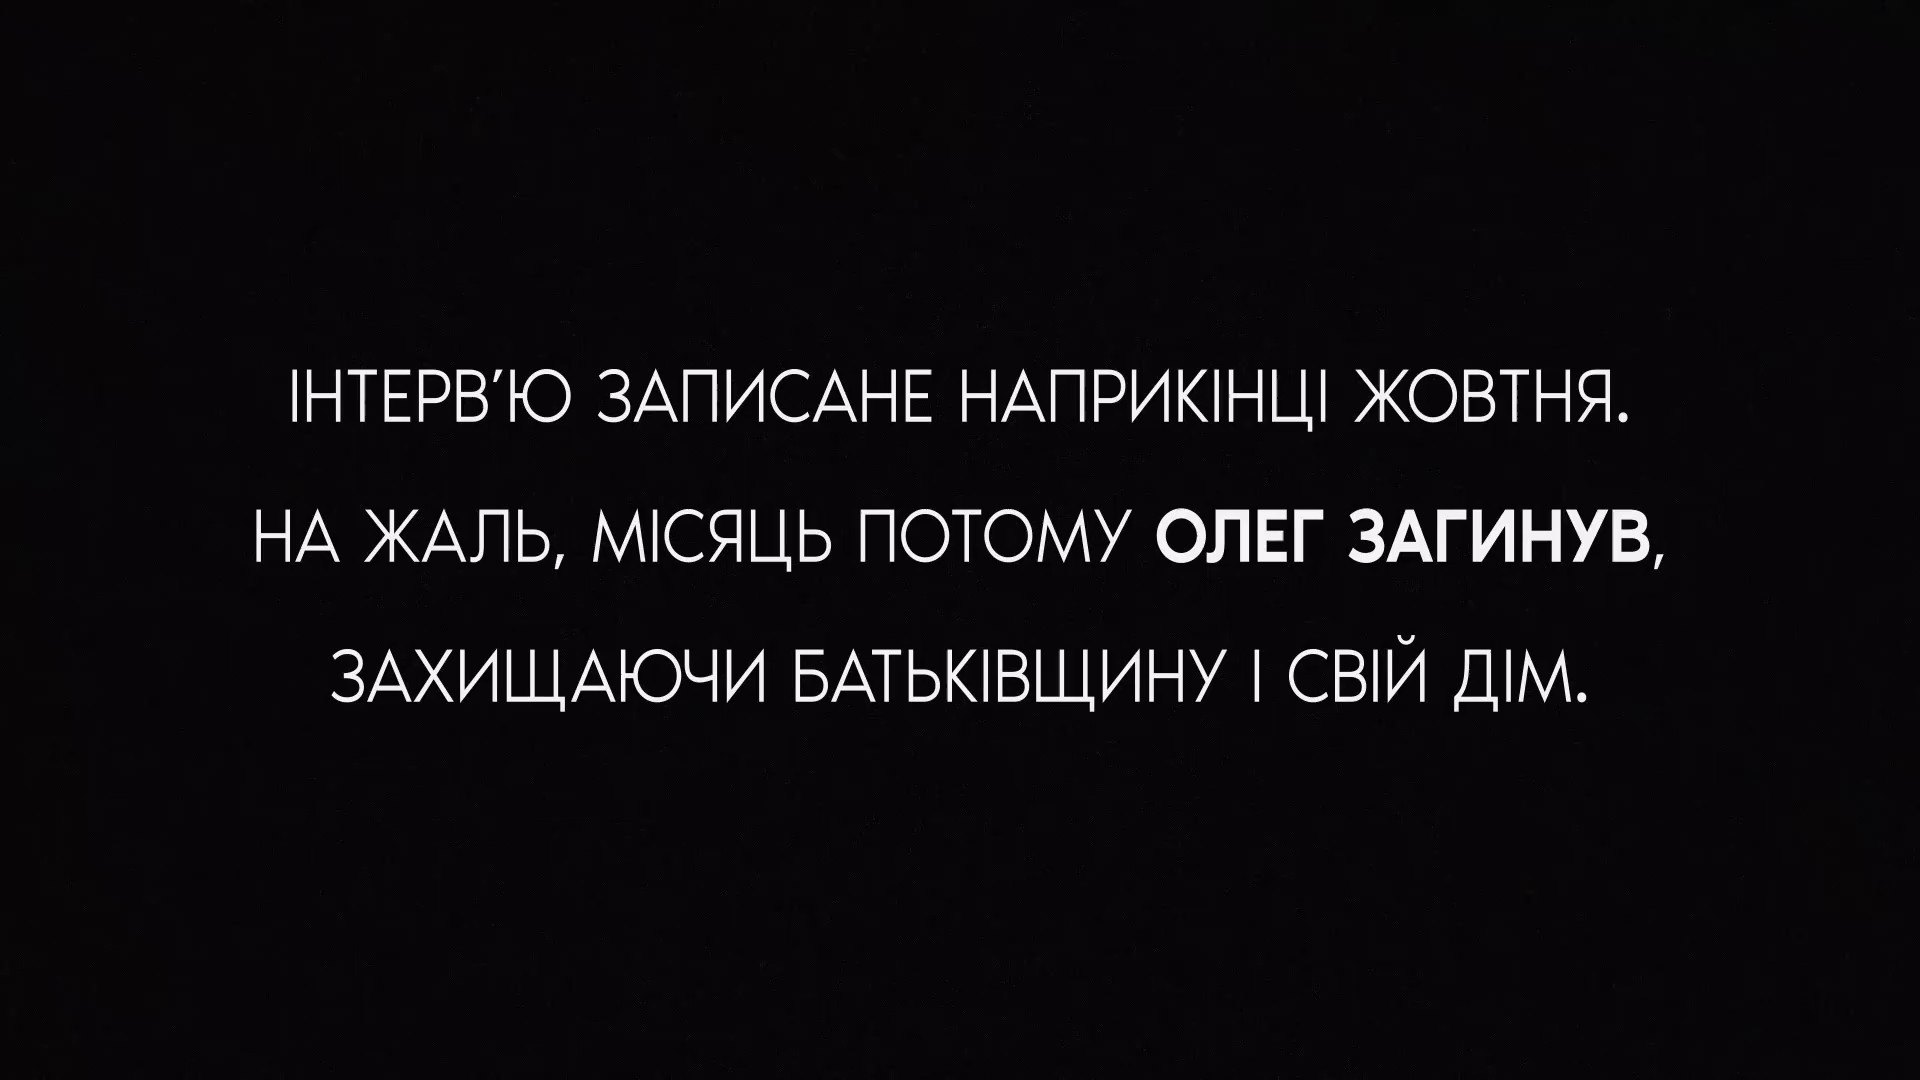 ІНТЕРВ’Ю ЗАПИСАНЕ НАПРИКІНЦІ ЖОВТНЯ.
НА ЖАЛЬ, МІСЯЦЬ ПОТОМУ ОЛЕГ ЗАГИНУВ,
ЗАХИЩАЮЧИ БАТЬКІВЩИНУ І СВІЙ ДІМ.